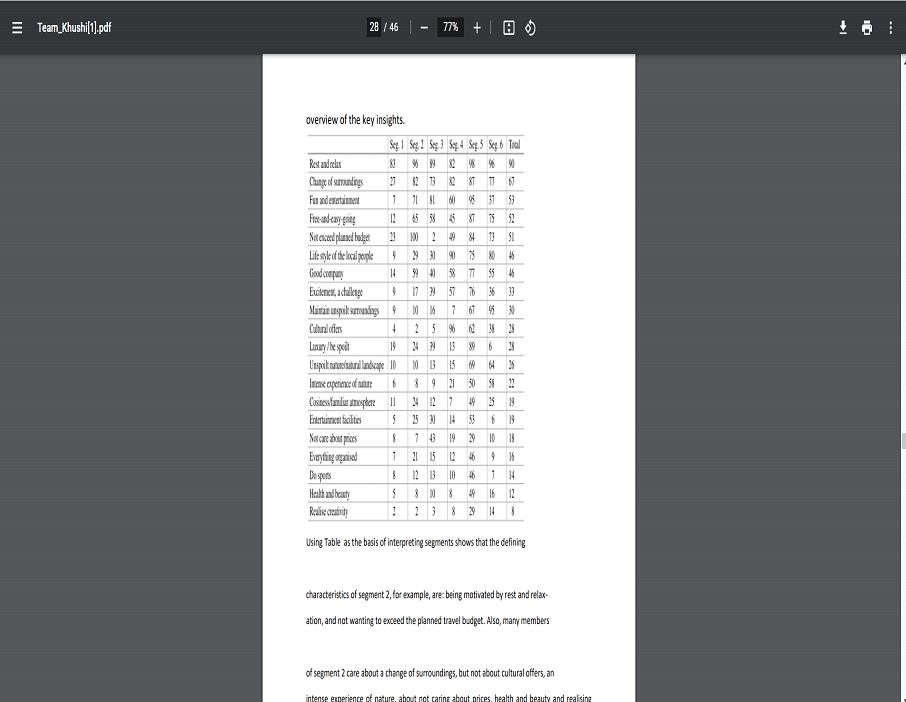 Team_Khushi[1].pdf
28 / 46
77%
overview of the key insights.
Seg. 1 Seg. 2 Seg. 3 Seg. 4 Seg. 5 Seg. 6 Total
Rest and relax 83 96 89 82 98 96 90
Change of surroundings 27 82 73 82 87 77 67
Fun and entertainment 7 71 81 60 95 37 53
Free-and-easy-going 12 65 58 45 87 75 52
Not exceed planned budget 23 100 2 49 84 73 51
Life style of the local people 9 29 30 90 75 80 46
Good company 14 59 40 58 77 55 46
Excitement, a challenge 9 17 39 57 76 36 33
Maintain unspoilt surroundings 9 10 16 7 67 95 30
Cultural offers 4 2 5 96 62 38 28
Luxury / be spoilt 19 24 39 13 89 6 28
Unspoilt nature/natural landscape 10 10 13 15 69 64 26
Intense experience of nature 6 8 9 21 50 58 22
Cosiness/familiar atmosphere 11 24 12 7 49 25 19
Entertainment facilities 5 25 30 14 53 6 19
Not care about prices 8 7 43 19 29 10 18
Everything organised 7 21 15 12 46 9 16
Do sports 8 12 13 10 46 7 14
Health and beauty 5 8 10 8 49 16 12
Realise creativity 2 2 3 8 29 14 8
Using Table as the basis of interpreting segments shows that the defining
characteristics of segment 2, for example, are: being motivated by rest and relax-
ation, and not wanting to exceed the planned travel budget. Also, many members
of segment 2 care about a change of surroundings, but not about cultural offers, an
intense experience of nature, about not caring about prices, health and beauty and realising